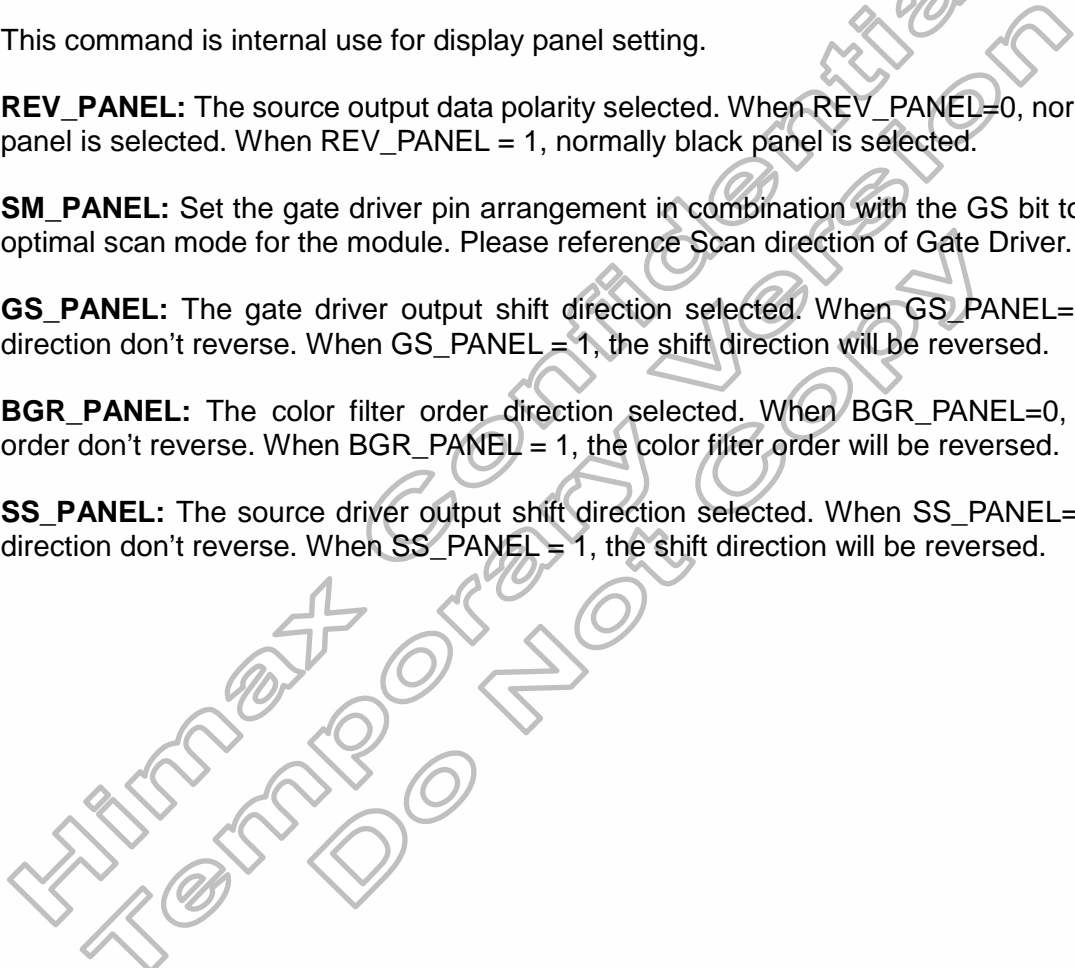 This command is internal use for display panel setting.
REV_PANEL: The source output data polarity selected. When REV_PANEL=0, nor
panel is selected. When REV_PANEL = 1, normally black panel is selected.
SM_PANEL: Set the gate driver pin arrangement in combination with the GS bit to
optimal scan mode for the module. Please reference Scan direction of Gate Driver.
GS_PANEL: The gate driver output shift direction selected. When GS_PANEL=
direction don't reverse. When GS_PANEL = 1, the shift direction will be reversed.
BGR_PANEL: The color filter order direction selected. When BGR_PANEL=0,
order don't reverse. When BGR_PANEL = 1, the color filter order will be reversed.
SS_PANEL: The source driver output shift direction selected. When SS_PANEL=
direction don't reverse. When SS_PANEL = 1, the shift direction will be reversed.
Himax Confidential
Temporary Version
Do Not Copy